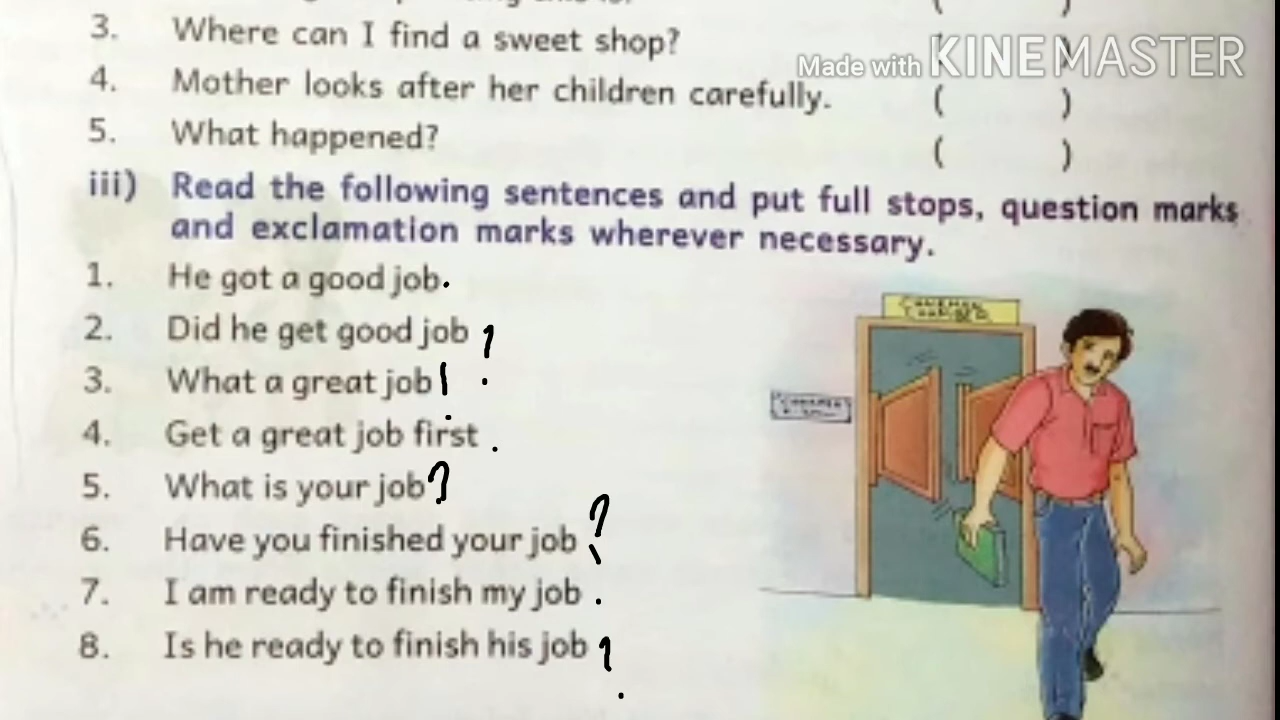 3. Where can I find a sweet shop? ( )
Made with KINEMASTER
4. Mother looks after her children carefully. ( )
5. What happened? ( )
iii) Read the following sentences and put full stops, question marks
and exclamation marks wherever necessary.
1. He got a good job.
2. Did he get good job ?
3. What a great job!
4. Get a great job first .
5. What is your job?
6. Have you finished your job ?
7. I am ready to finish my job .
8. Is he ready to finish his job ?